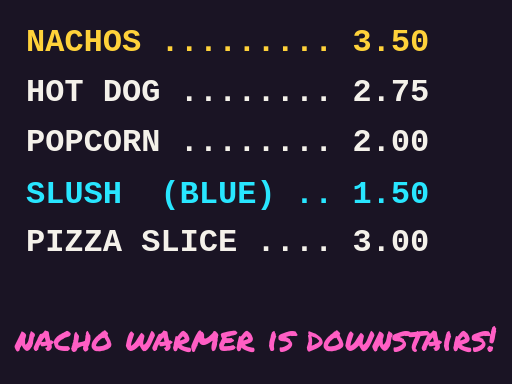 NACHOS ......... 3.50
HOT DOG ........ 2.75
POPCORN ........ 2.00
SLUSH  (BLUE) .. 1.50
PIZZA SLICE .... 3.00
NACHO WARMER IS DOWNSTAIRS!